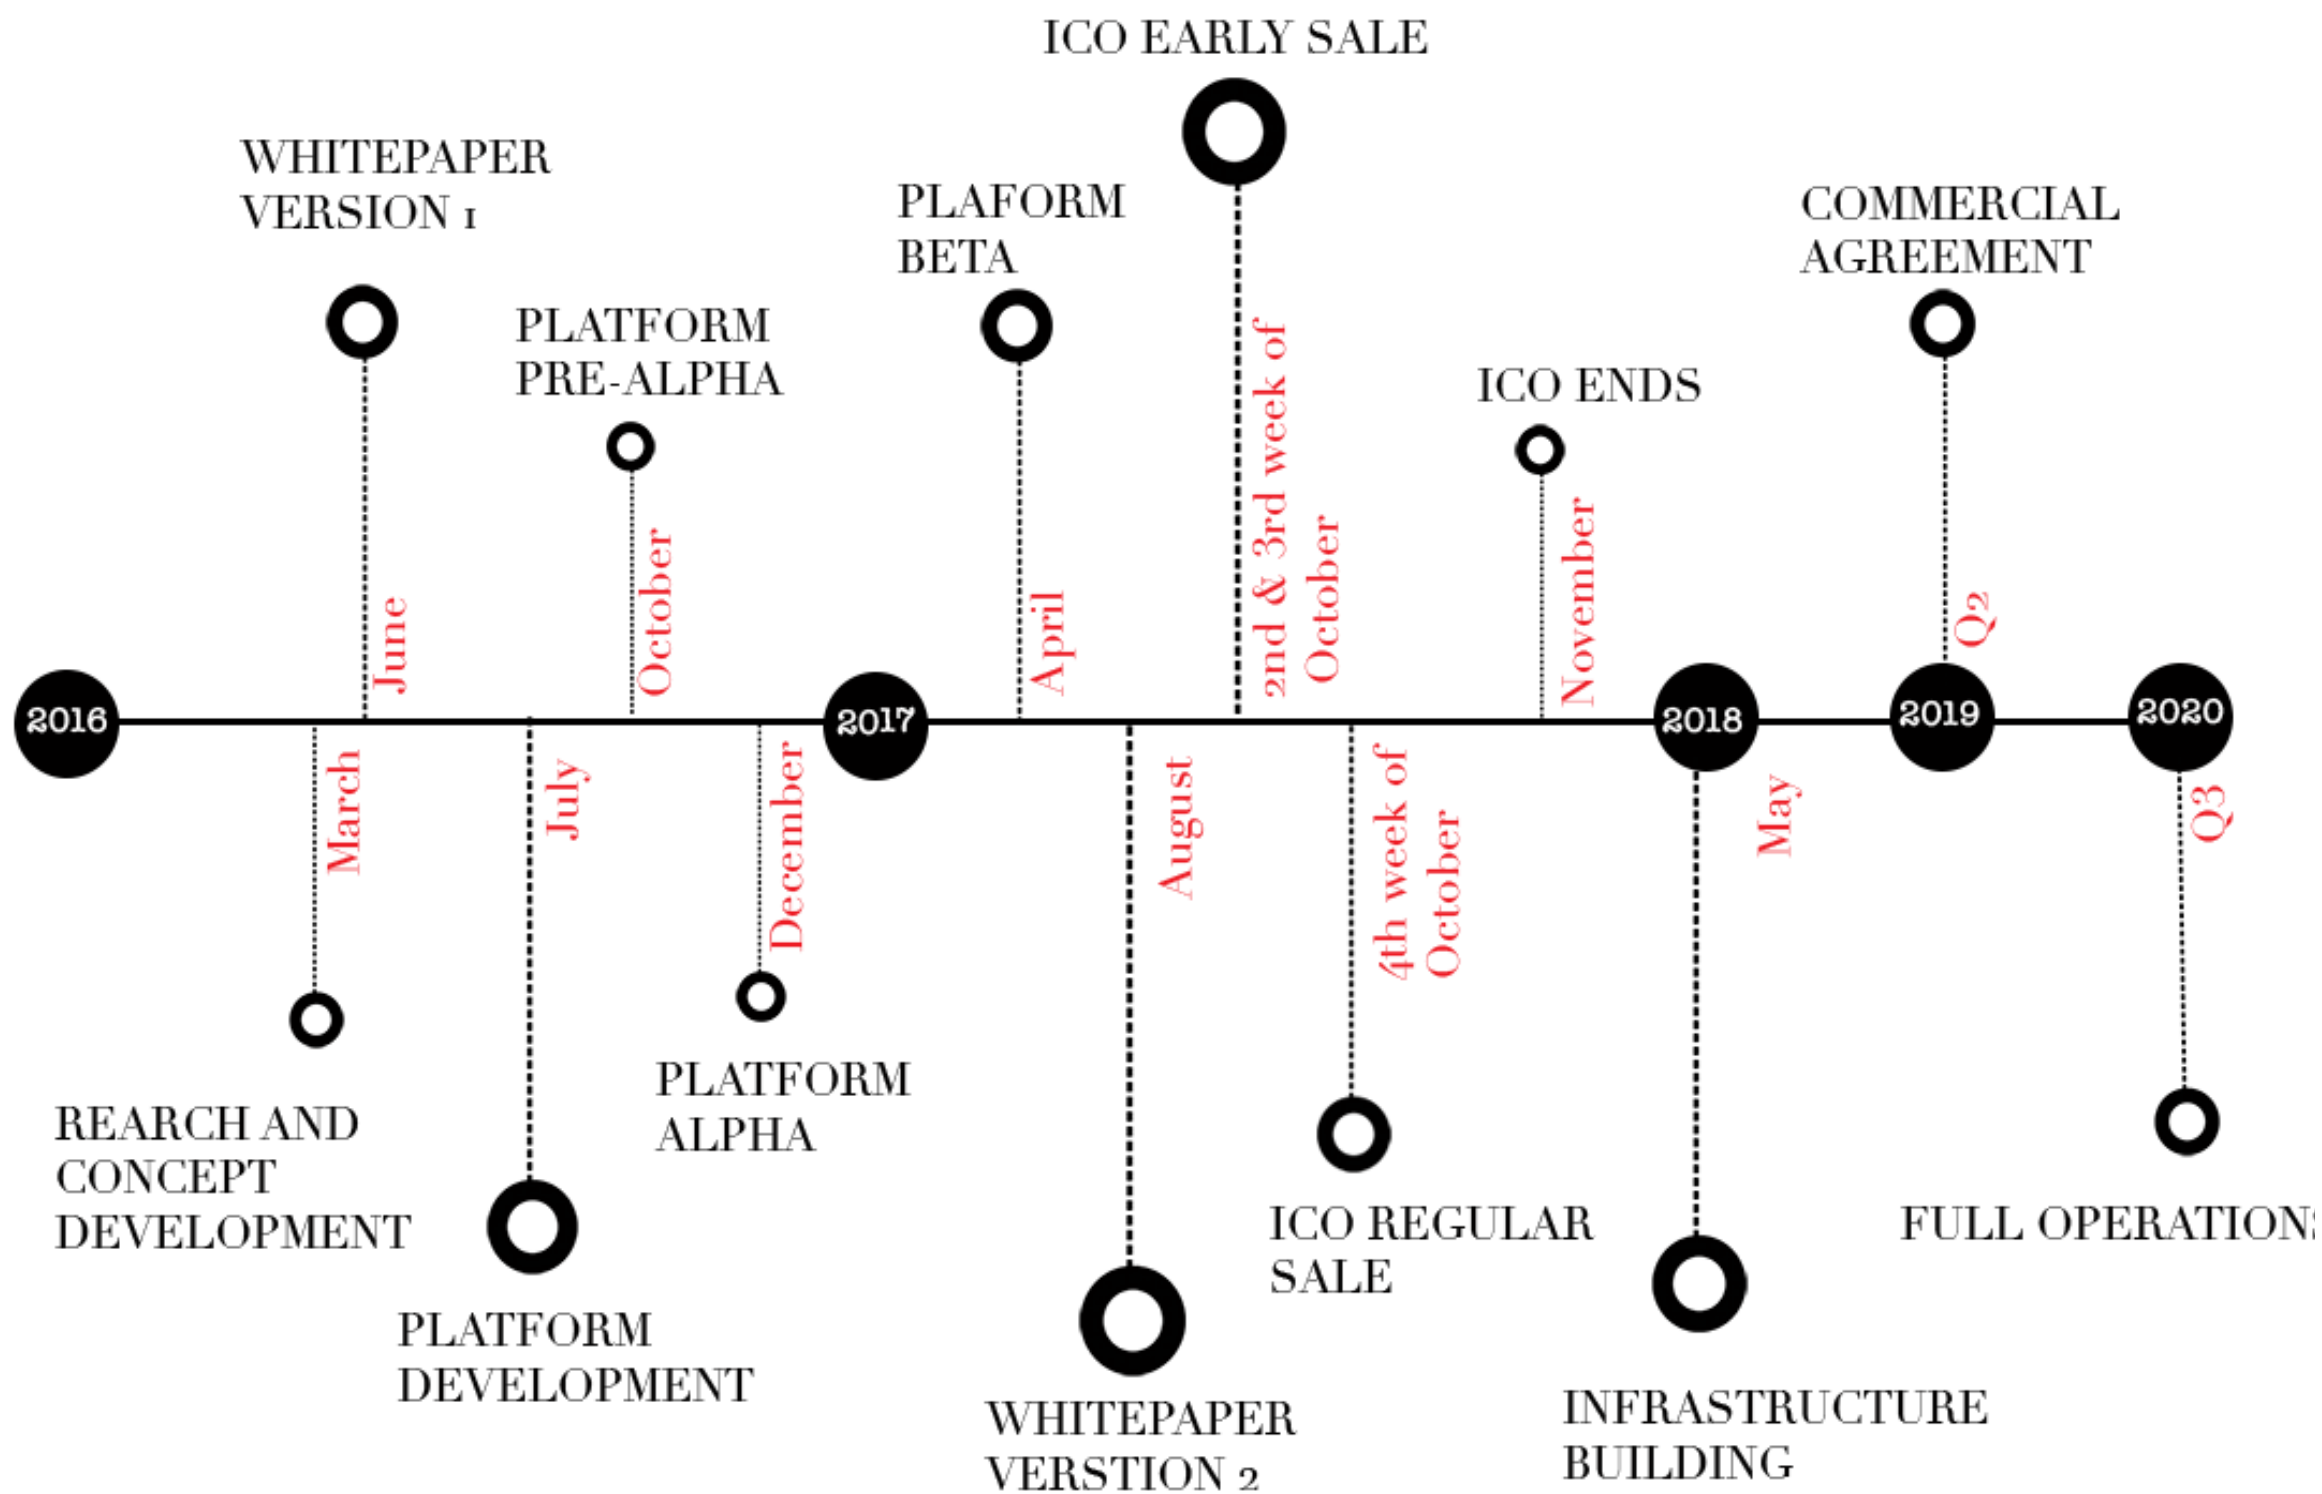 ICO EARLY SALE
WHITEPAPER
VERSION 1
PLAFORM
BETA
COMMERCIAL
AGREEMENT
PLATFORM
PRE-ALPHA
ICO ENDS
June
October
April
2nd & 3rd week of
October
November
Q2
2016
2017
2018
2019
2020
March
July
December
August
4th week of
October
May
Q3
REARCH AND
CONCEPT
DEVELOPMENT
PLATFORM
ALPHA
ICO REGULAR
SALE
FULL OPERATIONS
PLATFORM
DEVELOPMENT
WHITEPAPER
VERSTION 2
INFRASTRUCTURE
BUILDING